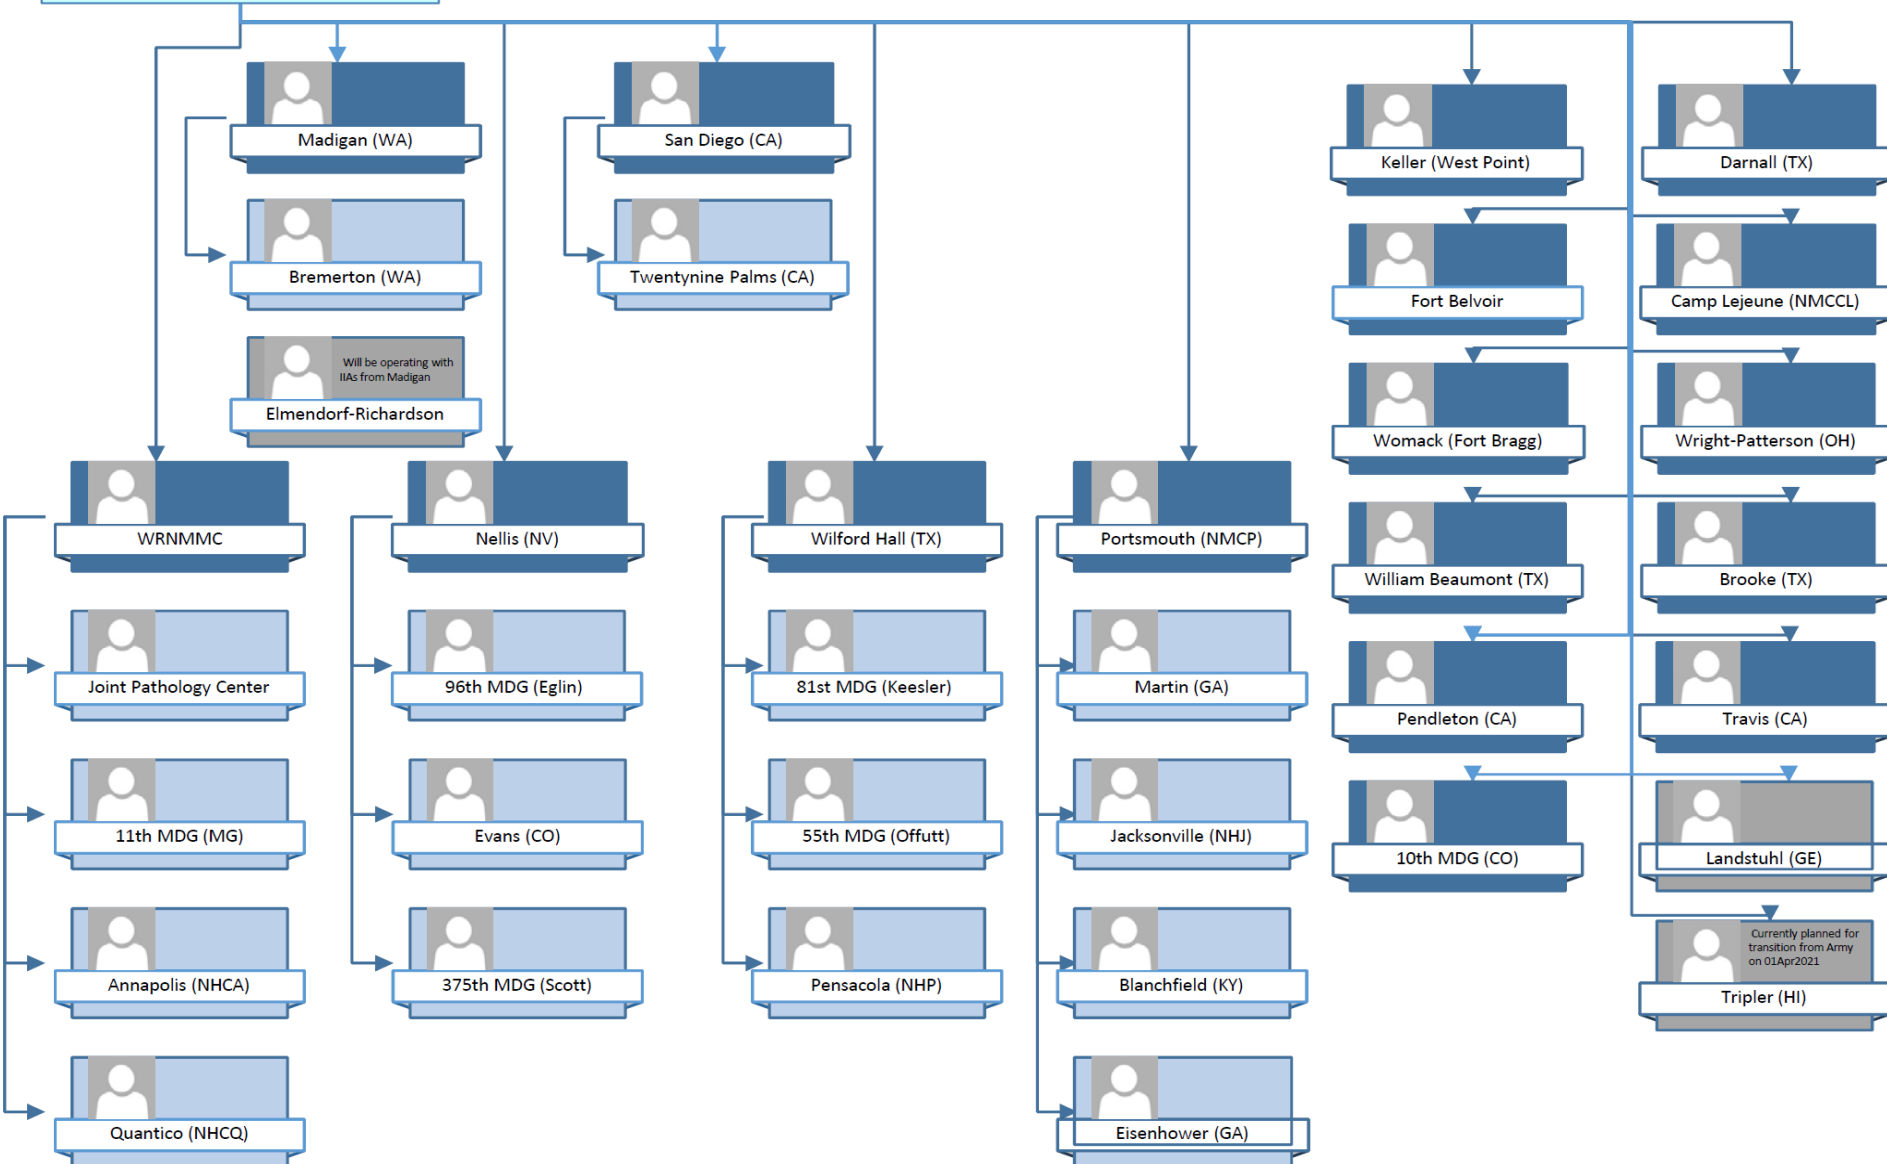 Madigan (WA)
San Diego (CA)
Keller (West Point)
Darnall (TX)
Bremerton (WA)
Twentynine Palms (CA)
Fort Belvoir
Camp Lejeune (NMCCL)
Will be operating with
IIAs from Madigan
Elmendorf-Richardson
Womack (Fort Bragg)
Wright-Patterson (OH)
WRNMMC
Nellis (NV)
Wilford Hall (TX)
Portsmouth (NMCP)
William Beaumont (TX)
Brooke (TX)
Joint Pathology Center
96th MDG (Eglin)
81st MDG (Keesler)
Martin (GA)
Pendleton (CA)
Travis (CA)
11th MDG (MG)
Evans (CO)
55th MDG (Offutt)
Jacksonville (NHJ)
10th MDG (CO)
Landstuhl (GE)
Annapolis (NHCA)
375th MDG (Scott)
Pensacola (NHP)
Blanchfield (KY)
Currently planned for
transition from Army
on 01Apr2021
Tripler (HI)
Quantico (NHCQ)
Eisenhower (GA)